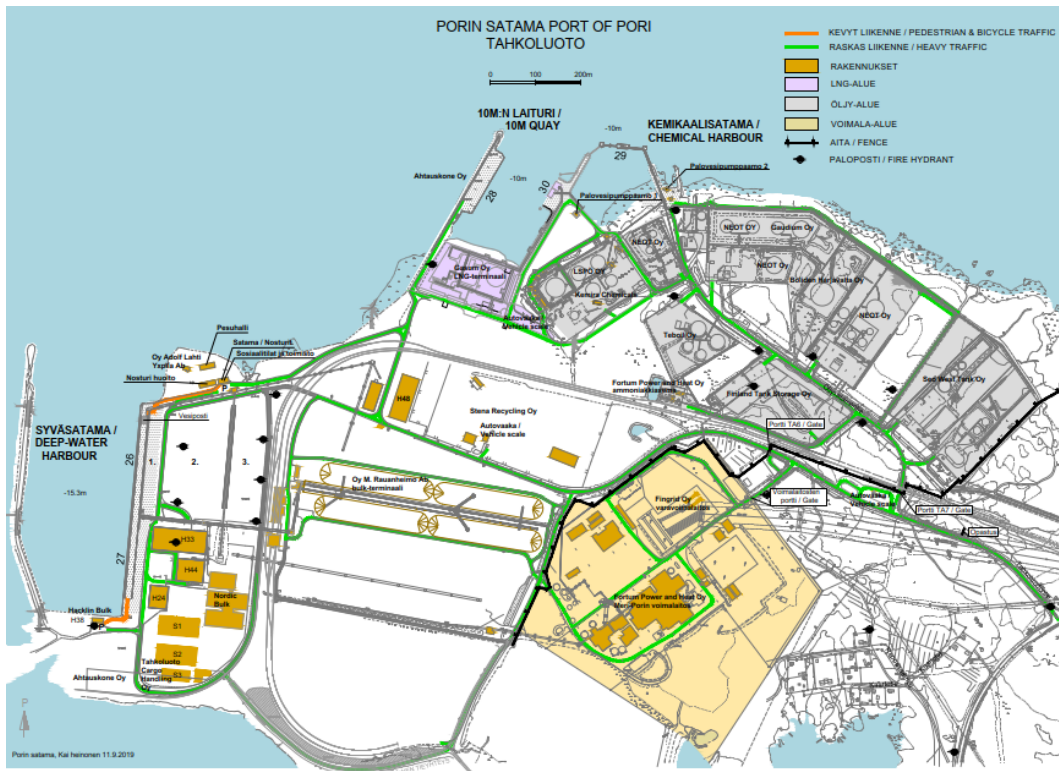 PORIN SATAMA PORT OF PORI
TAHKOLUOTO
0 100 200m
KEVYT LIIKENNE / PEDESTRIAN & BICYCLE TRAFFIC
RASKAS LIIKENNE / HEAVY TRAFFIC
RAKENNUKSET
LNG-ALUE
ÖLJY-ALUE
VOIMALA-ALUE
AITA / FENCE
PALOPOSTI / FIRE HYDRANT
10M:N LAITURI /
10M QUAY
-10m
KEMIKAALISATAMA /
CHEMICAL HARBOUR
29
Palovesipumppaamo 2
Ahtauskone Oy
-10m
28
30
Palovesipumppaamo 1
NEOT OY
Gaudium Oy
NEOT Oy
Gasum Oy
LNG-terminaali
LSPO OY
NEOT Oy
Boliden Harjavalta Oy
Kemira Chemicals
NEOT Oy
Autovaaka /
Vehicle scale
Teboil Oy
Pesuhalli
Satama / Nosturit
Sosiaalitilat ja toimisto
Oy Adolf Lahti
Yxpila Ab
Nosturi huolto
P
Fortum Power and Heat Oy
Finland Tank Storage Oy
H48
Stena Recycling Oy
Vesiposti
Portti TA6 / Gate
SYVÄSATAMA /
DEEP-WATER
HARBOUR
26
1.
2.
3.
Autovaaka /
Vehicle scale
Oy M. Rauanheimo Ab
bulk-terminaali
-15.3m
Fingrid Oy
varavoimalaitos
Voimalaitosten
portti / Gate
Autovaaka
Vehicle scale
Portti TA7 / Gate
Opastus
H33
27
H44
H24
Nordic
Bulk
Fortum Power and Heat Oy
Meri-Porin voimalaitos
Hacklin Bulk
H38
P
S1
S2
S3
Tahkoluoto
Cargo
Handling
Oy
Ahtauskone Oy
P
Porin satama, Kai heinonen 11.9.2019